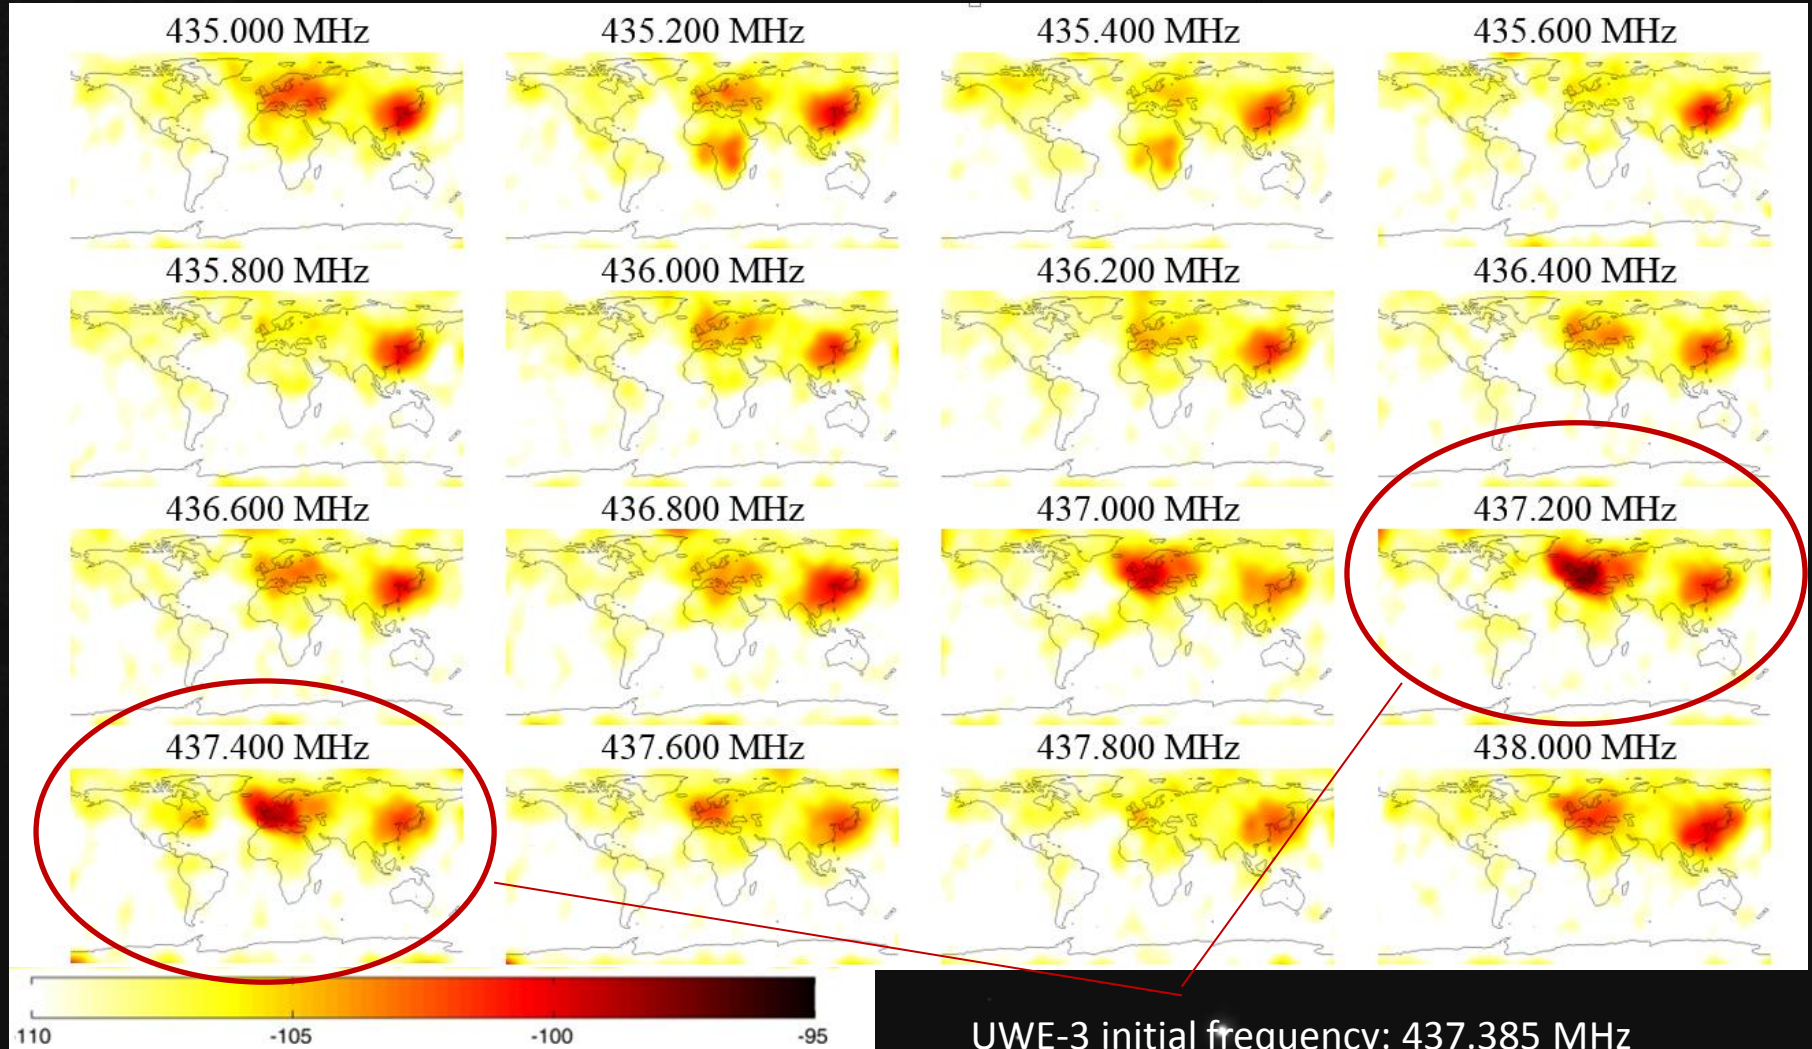 435.000 MHz
435.200 MHz
435.400 MHz
435.600 MHz
435.800 MHz
436.000 MHz
436.200 MHz
436.400 MHz
436.600 MHz
436.800 MHz
437.000 MHz
437.200 MHz
437.400 MHz
437.600 MHz
437.800 MHz
438.000 MHz
110 -105 -100 -95
UWE-3 initial frequency: 437.385 MHz